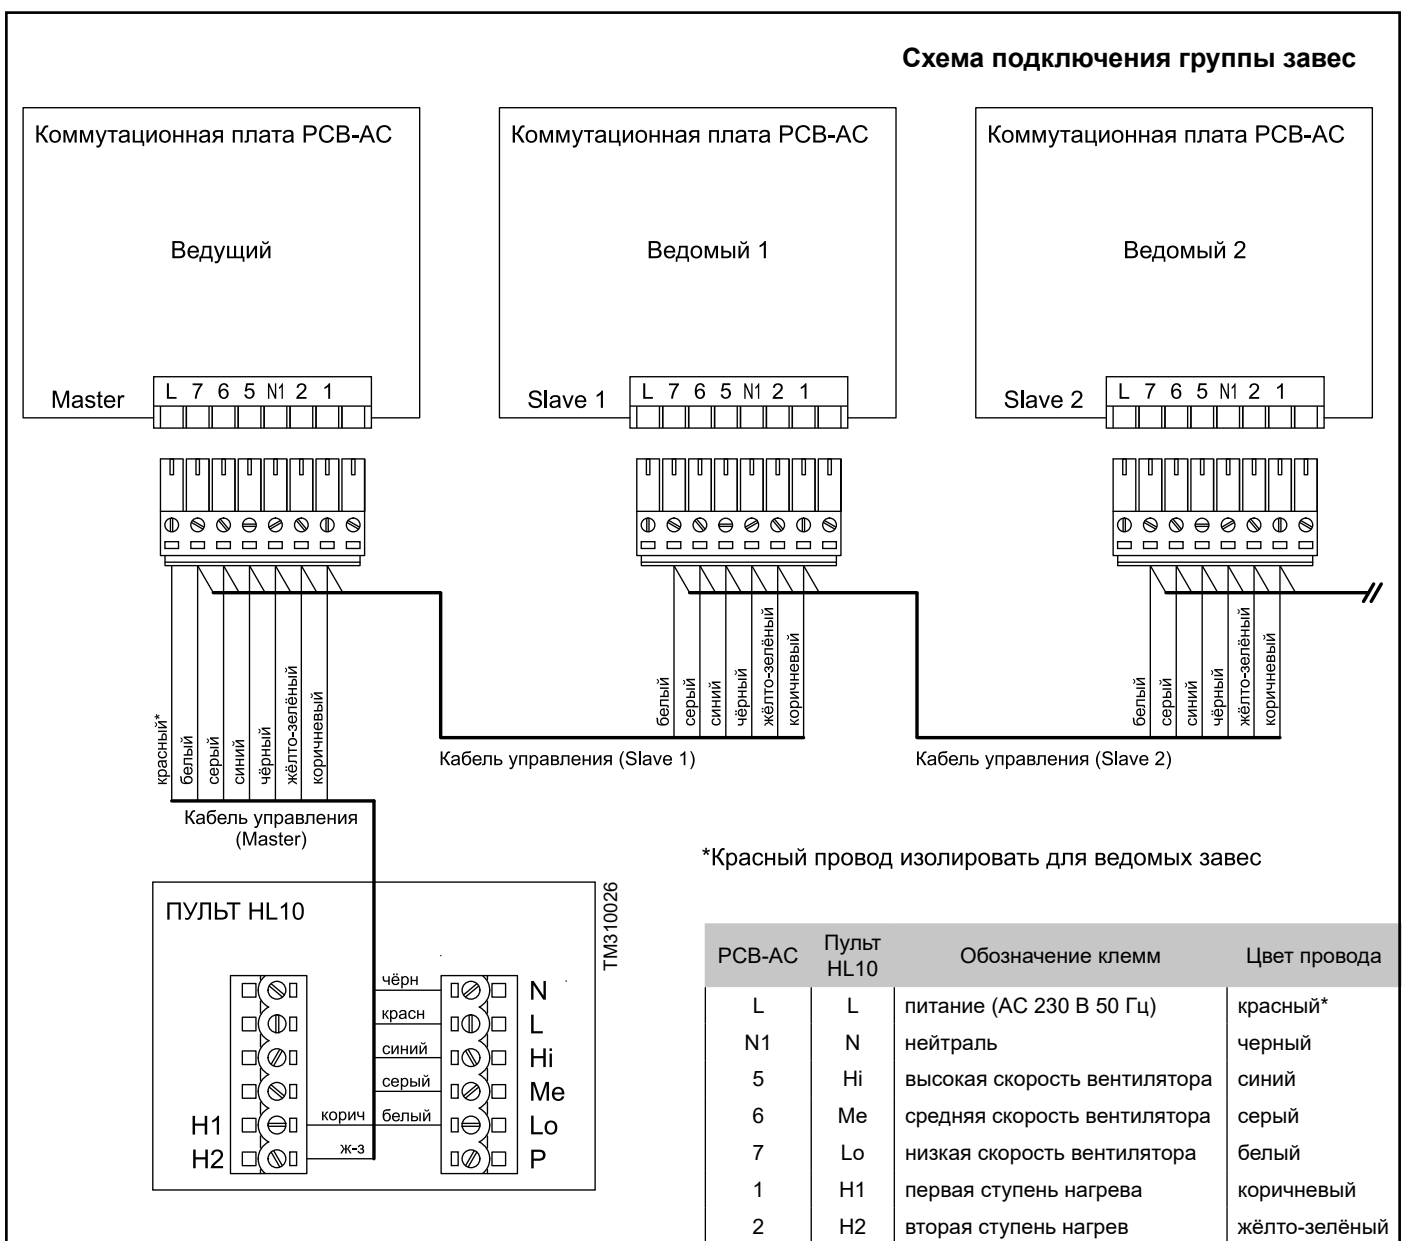 Схема подключения группы завес
Коммутационная плата PCB-AC
Ведущий
Master
L 7 6 5 N1 2 1
Коммутационная плата PCB-AC
Ведомый 1
Slave 1
L 7 6 5 N1 2 1
Коммутационная плата PCB-AC
Ведомый 2
Slave 2
L 7 6 5 N1 2 1
красный*
белый
серый
синий
чёрный
жёлто-зелёный
коричневый
Кабель управления
(Master)
белый
серый
синий
чёрный
жёлто-зелёный
коричневый
Кабель управления (Slave 1)
белый
серый
синий
чёрный
жёлто-зелёный
коричневый
Кабель управления (Slave 2)
*Красный провод изолировать для ведомых завес
ПУЛЬТ HL10
TM310026
чёрн N
красн L
синий Hi
серый Me
H1 корич белый Lo
H2 ж-з P
PCB-AC Пульт HL10 Обозначение клемм Цвет провода
L L питание (АС 230 В 50 Гц) красный*
N1 N нейтраль черный
5 Hi высокая скорость вентилятора синий
6 Me средняя скорость вентилятора серый
7 Lo низкая скорость вентилятора белый
1 H1 первая ступень нагрева коричневый
2 H2 вторая ступень нагрев жёлто-зелёный